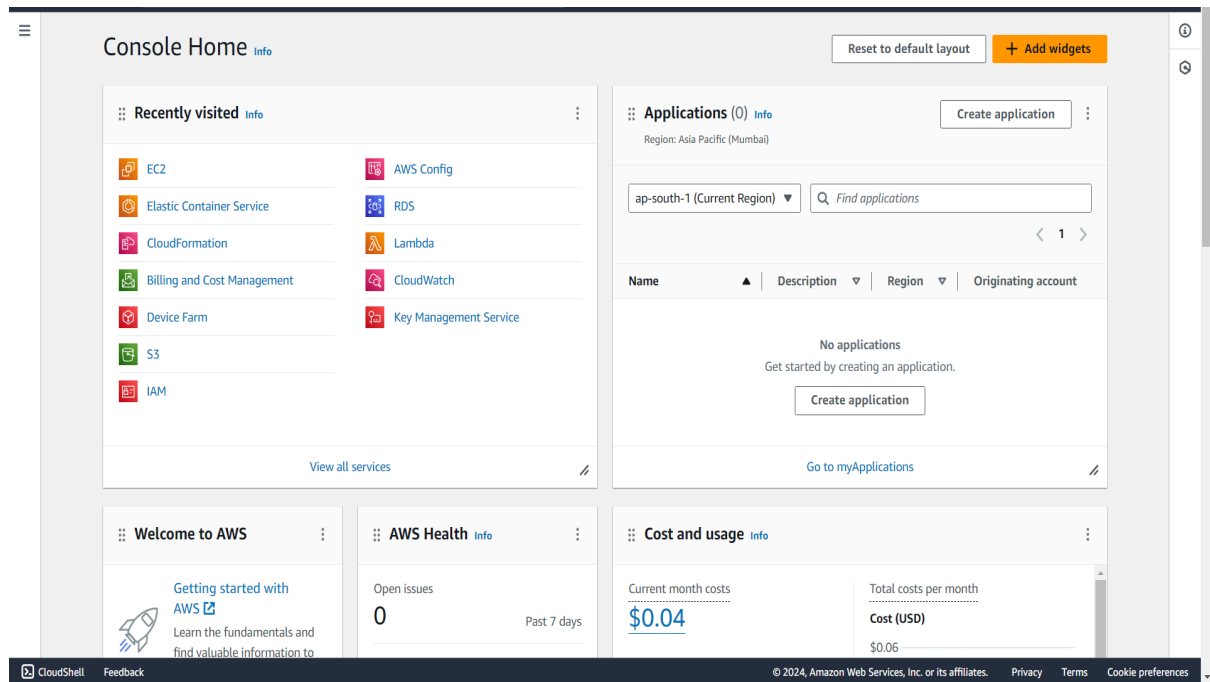 Console Home Info
Reset to default layout
+ Add widgets
Recently visited Info
EC2
Elastic Container Service
CloudFormation
Billing and Cost Management
Device Farm
S3
IAM
AWS Config
RDS
Lambda
CloudWatch
Key Management Service
View all services
Applications (0) Info
Region: Asia Pacific (Mumbai)
Create application
ap-south-1 (Current Region)
Find applications
1
Name
Description
Region
Originating account
No applications
Get started by creating an application.
Create application
Go to myApplications
Welcome to AWS
Getting started with
AWS
Learn the fundamentals and
find valuable information to
AWS Health Info
Open issues
0
Past 7 days
Cost and usage Info
Current month costs
$0.04
Total costs per month
Cost (USD)
$0.06
CloudShell
Feedback
© 2024, Amazon Web Services, Inc. or its affiliates.
Privacy
Terms
Cookie preferences